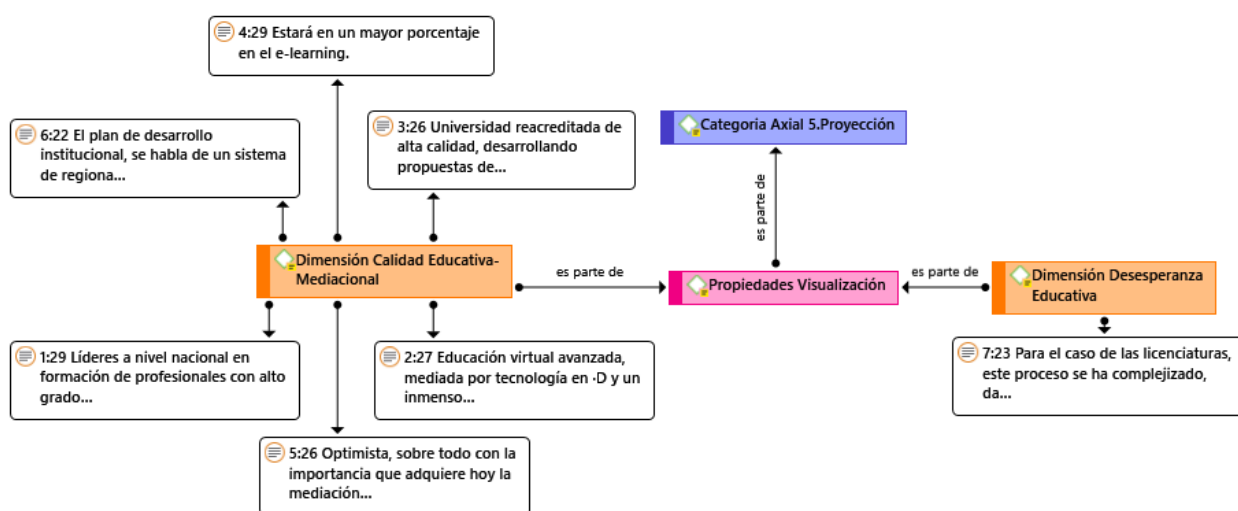 4:29 Estará en un mayor porcentaje
en el e-learning.
6:22 El plan de desarrollo
institucional, se habla de un sistema
de regiona...
3:26 Universidad reacreditada de
alta calidad, desarrollando
propuestas de...
Categoria Axial 5.Proyección
es parte de
Dimensión Calidad Educativa-
Mediacional
es parte de
Propiedades Visualización
es parte de
Dimensión Desesperanza
Educativa
1:29 Líderes a nivel nacional en
formación de profesionales con alto
grado...
2:27 Educación virtual avanzada,
mediada por tecnología en ·D y un
inmenso...
7:23 Para el caso de las licenciaturas,
este proceso se ha complejizado,
da...
5:26 Optimista, sobre todo con la
importancia que adquiere hoy la
mediación...